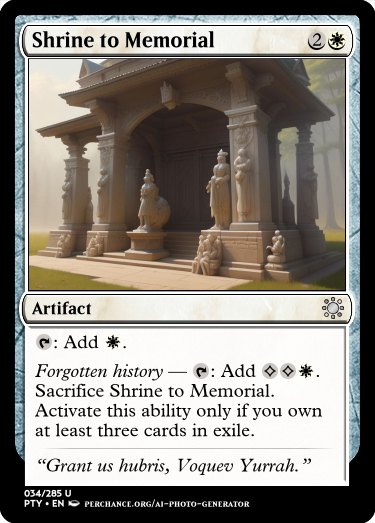 Shrine to Memorial 2
Artifact
: Add .
Forgotten history — : Add .
Sacrifice Shrine to Memorial.
Activate this ability only if you own
at least three cards in exile.
“Grant us hubris, Voquev Yurrah.”
034/285 U
PTY • EN PERCHANCE.ORG/AI-PHOTO-GENERATOR